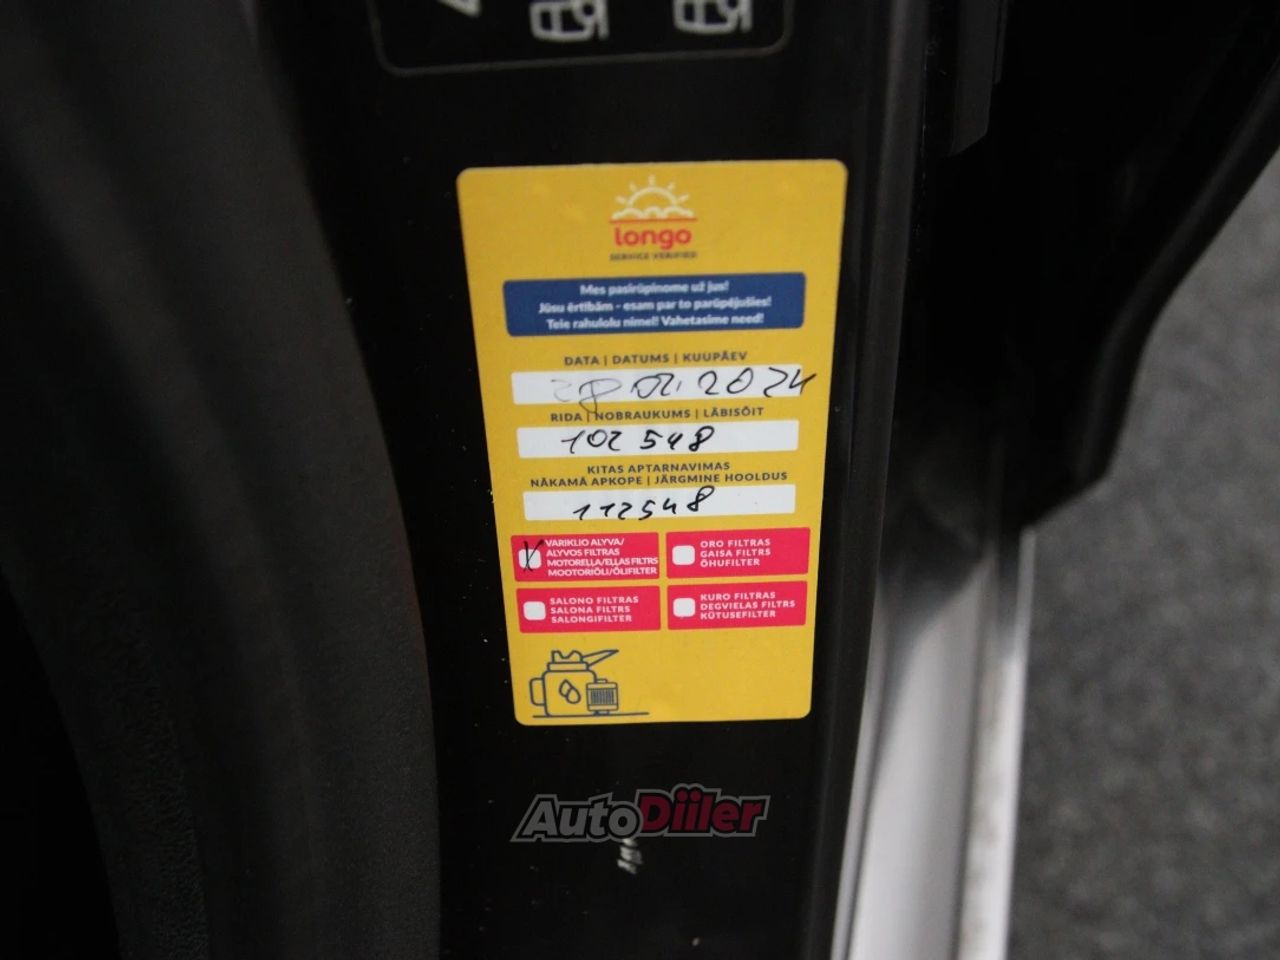 longo
SERVICE VERIFIED
Mes pasirūpinome už jus!
Jūsu ērtībām - esam par to parūpējušies!
Teie rahulolu nimel! Vahetasime need!
DATA | DATUMS | KUUPÄEV
28.02.2024
RIDA | NOBRAUKUMS | LÄBISÕIT
102 548
KITAS APTARNAVIMAS
NĀKAMĀ APKOPE | JÄRGMINE HOOLDUS
112548
X VARIKLIO ALYVA/
ALYVOS FILTRAS
MOTOREĻĻA/EĻĻAS FILTRS
MOOTORIÕLI/ÕLIFILTER
ORO FILTRAS
GAISA FILTRS
ÕHUFILTER
SALONO FILTRAS
SALONA FILTRS
SALONGIFILTER
KURO FILTRAS
DEGVIELAS FILTRS
KÜTUSEFILTER
AutoDiiler